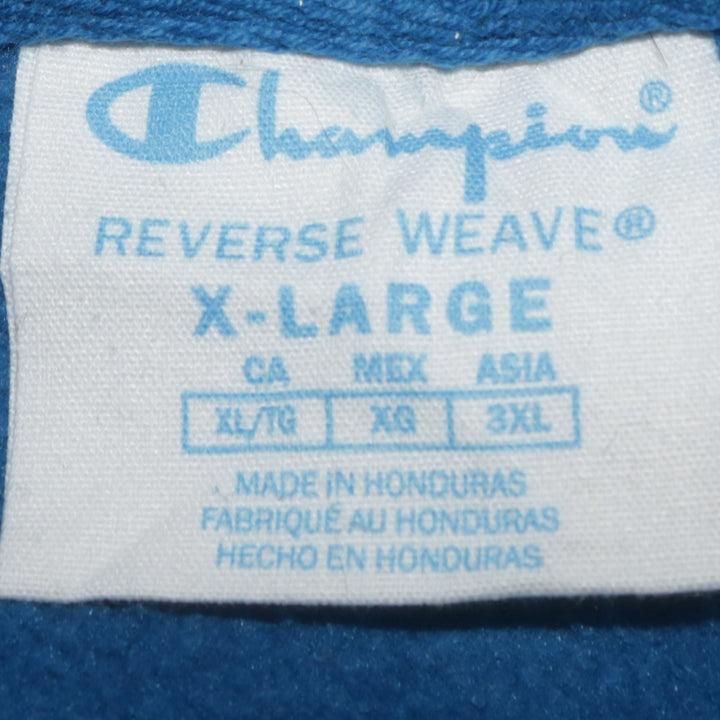 Champion®
REVERSE WEAVE®
X-LARGE
CA MEX ASIA
XL/TG XG 3XL
MADE IN HONDURAS
FABRIQUÉ AU HONDURAS
HECHO EN HONDURAS